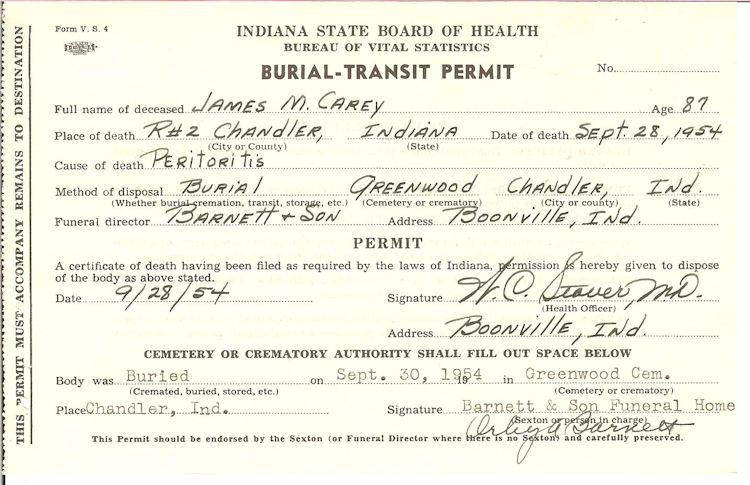 Form V. S. 4
INDIANA STATE BOARD OF HEALTH
BUREAU OF VITAL STATISTICS
BURIAL-TRANSIT PERMIT
No.
Full name of deceased JAMES M. CAREY Age 87
Place of death R#2 CHANDLER, INDIANA Date of death SEPT. 28, 1954
(City or County) (State)
Cause of death PERITORITIS
Method of disposal BURIAL GREENWOOD CHANDLER, IND.
(Whether burial, cremation, transit, storage, etc.) (Cemetery or crematory) (City or county) (State)
Funeral director BARNETT & SON Address BOONVILLE, IND.
PERMIT
A certificate of death having been filed as required by the laws of Indiana, permission is hereby given to dispose
of the body as above stated.
Date 9/28/54 Signature W. C. Stover, M.D.
(Health Officer)
Address BOONVILLE, IND.
CEMETERY OR CREMATORY AUTHORITY SHALL FILL OUT SPACE BELOW
Body was Buried on Sept. 30, 1954 in Greenwood Cem.
(Cremated, buried, stored, etc.) (Cemetery or crematory)
Place Chandler, Ind. Signature Barnett & Son Funeral Home
(Sexton or person in charge)
Barnett
This Permit should be endorsed by the Sexton (or Funeral Director where there is no Sexton) and carefully preserved.
THIS PERMIT MUST ACCOMPANY REMAINS TO DESTINATION